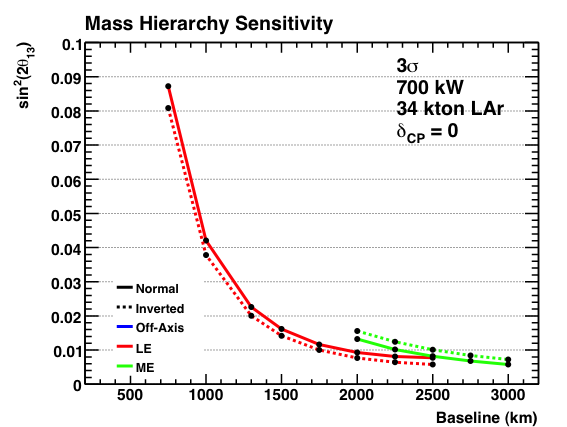 Mass Hierarchy Sensitivity
sin²(2θ₁₃)
0.1
0.09
0.08
0.07
0.06
0.05
0.04
0.03
0.02
0.01
0
3σ
700 kW
34 kton LAr
δCP = 0
Normal
Inverted
Off-Axis
LE
ME
500 1000 1500 2000 2500 3000
Baseline (km)